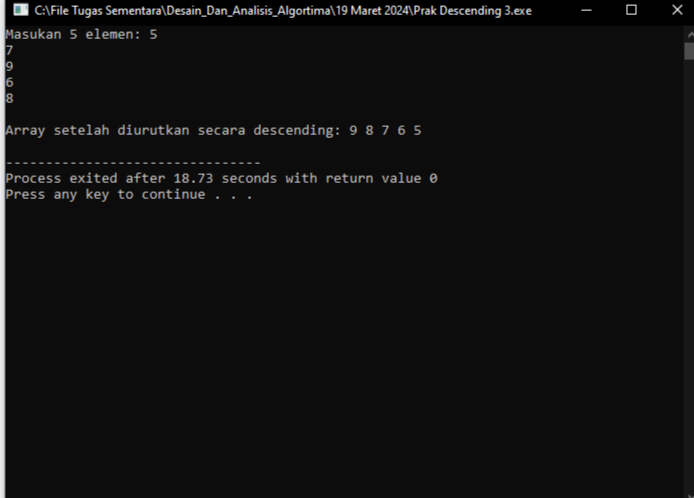 C:\File Tugas Sementara\Desain_Dan_Analisis_Algortima\19 Maret 2024\Prak Descending 3.exe
Masukan 5 elemen: 5
7
9
6
8
Array setelah diurutkan secara descending: 9 8 7 6 5
--------------------------------
Process exited after 18.73 seconds with return value 0
Press any key to continue . . .